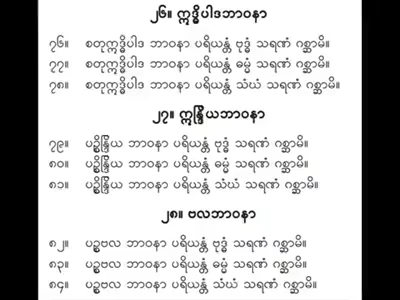 ၂၆။ ဣဒ္ဓိပါဒဘာဝနာ
၇၆။ စတုဣဒ္ဓိပါဒ ဘာဝနာ ပရိယန္တံ ဗုဒ္ဓံ သရဏံ ဂစ္ဆာမိ။
၇၇။ စတုဣဒ္ဓိပါဒ ဘာဝနာ ပရိယန္တံ ဓမ္မံ သရဏံ ဂစ္ဆာမိ။
၇၈။ စတုဣဒ္ဓိပါဒ ဘာဝနာ ပရိယန္တံ သံဃံ သရဏံ ဂစ္ဆာမိ။
၂၇။ ဣန္ဒြိယဘာဝနာ
၇၉။ ပဉ္စိန္ဒြိယ ဘာဝနာ ပရိယန္တံ ဗုဒ္ဓံ သရဏံ ဂစ္ဆာမိ။
၈၀။ ပဉ္စိန္ဒြိယ ဘာဝနာ ပရိယန္တံ ဓမ္မံ သရဏံ ဂစ္ဆာမိ။
၈၁။ ပဉ္စိန္ဒြိယ ဘာဝနာ ပရိယန္တံ သံဃံ သရဏံ ဂစ္ဆာမိ။
၂၈။ ဗလဘာဝနာ
၈၂။ ပဉ္စဗလ ဘာဝနာ ပရိယန္တံ ဗုဒ္ဓံ သရဏံ ဂစ္ဆာမိ။
၈၃။ ပဉ္စဗလ ဘာဝနာ ပရိယန္တံ ဓမ္မံ သရဏံ ဂစ္ဆာမိ။
၈၄။ ပဉ္စဗလ ဘာဝနာ ပရိယန္တံ သံဃံ သရဏံ ဂစ္ဆာမိ။